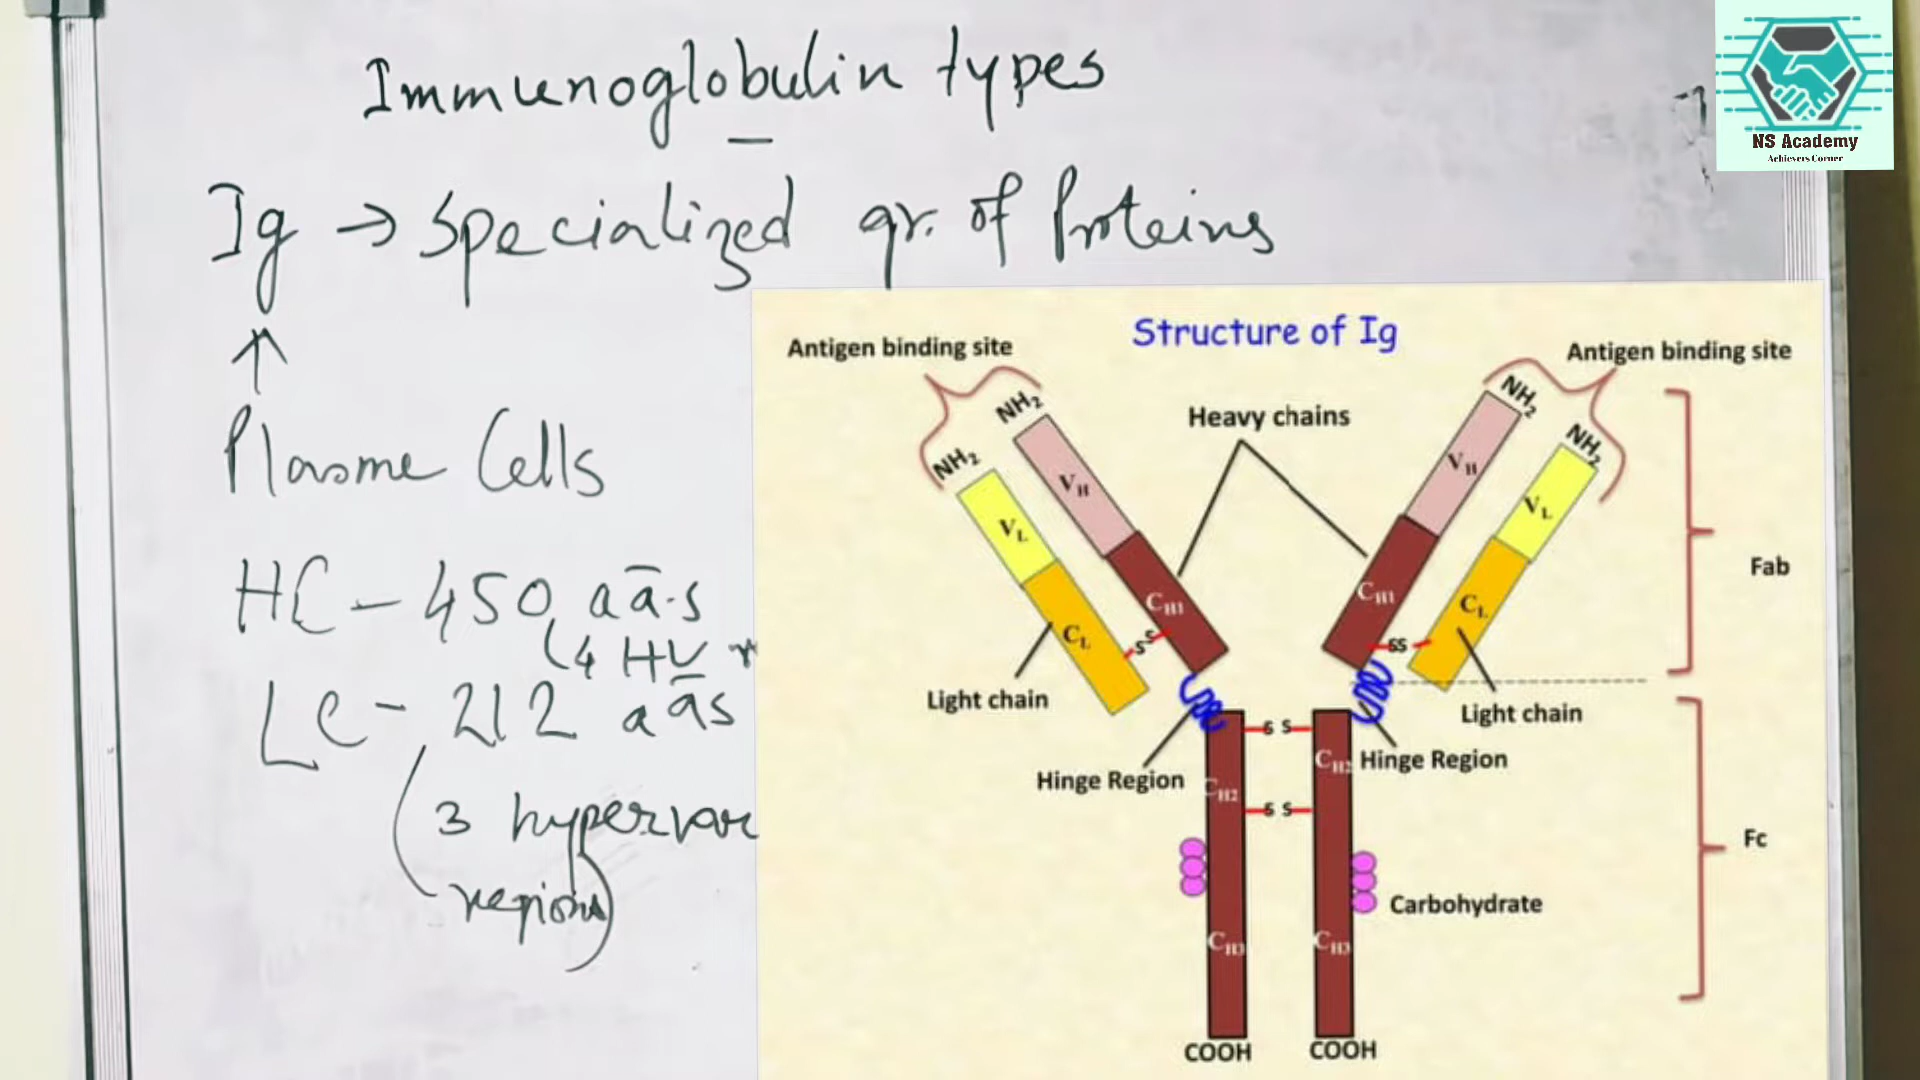 Immunoglobulin types
Ig → Specialized gr. of Proteins
↑
Plasme Cells
HC - 450 aa.s
(4 HV r
LC - 212 aas
(3 hypervar
regions)
NS Academy
Achievers Corner
Structure of Ig
Antigen binding site
Antigen binding site
NH2
NH2
NH2
NH2
Heavy chains
VH
VL
VH
VL
Fab
CH1
CL
CH1
CL
S S
SS
Light chain
Light chain
Hinge Region
Hinge Region
S S
CH2
CH2
S S
Fc
Carbohydrate
CH3
CH3
COOH
COOH